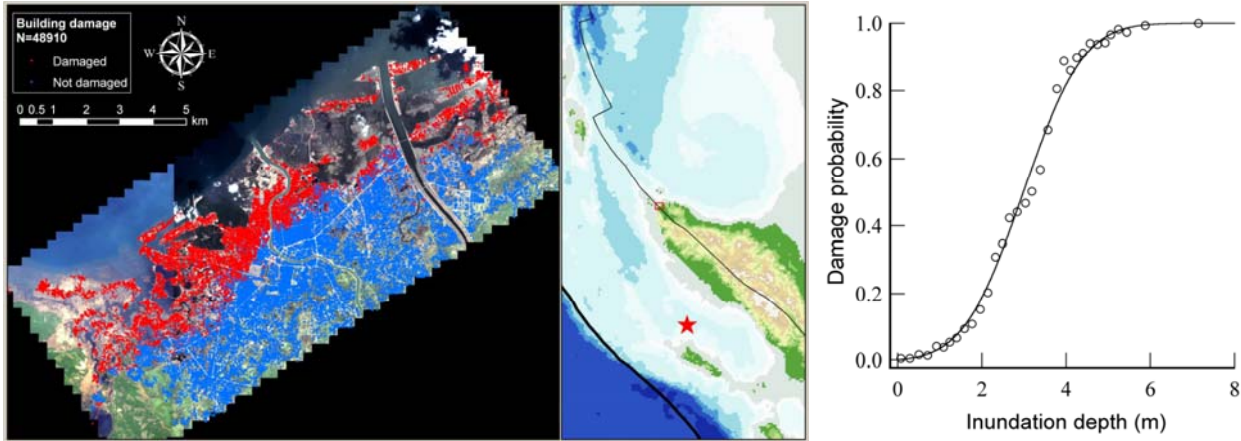 Building damage
N=48910
Damaged
Not damaged
N
W E
S
0 0.5 1 2 3 4 5
km
1.0
0.8
0.6
0.4
0.2
0.0
Damage probability
0 2 4 6 8
Inundation depth (m)